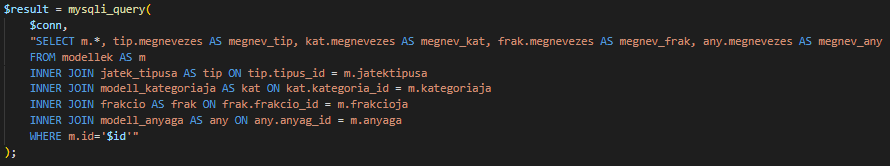 $result = mysqli_query(
    $conn,
    "SELECT m.*, tip.megnevezes AS megnev_tip, kat.megnevezes AS megnev_kat, frak.megnevezes AS megnev_frak, any.megnevezes AS megnev_any
    FROM modellek AS m
    INNER JOIN jatek_tipusa AS tip ON tip.tipus_id = m.jatektipusa
    INNER JOIN modell_kategoriaja AS kat ON kat.kategoria_id = m.kategoriaja
    INNER JOIN frakcio AS frak ON frak.frakcio_id = m.frakcioja
    INNER JOIN modell_anyaga AS any ON any.anyag_id = m.anyaga
    WHERE m.id='$id'"
);